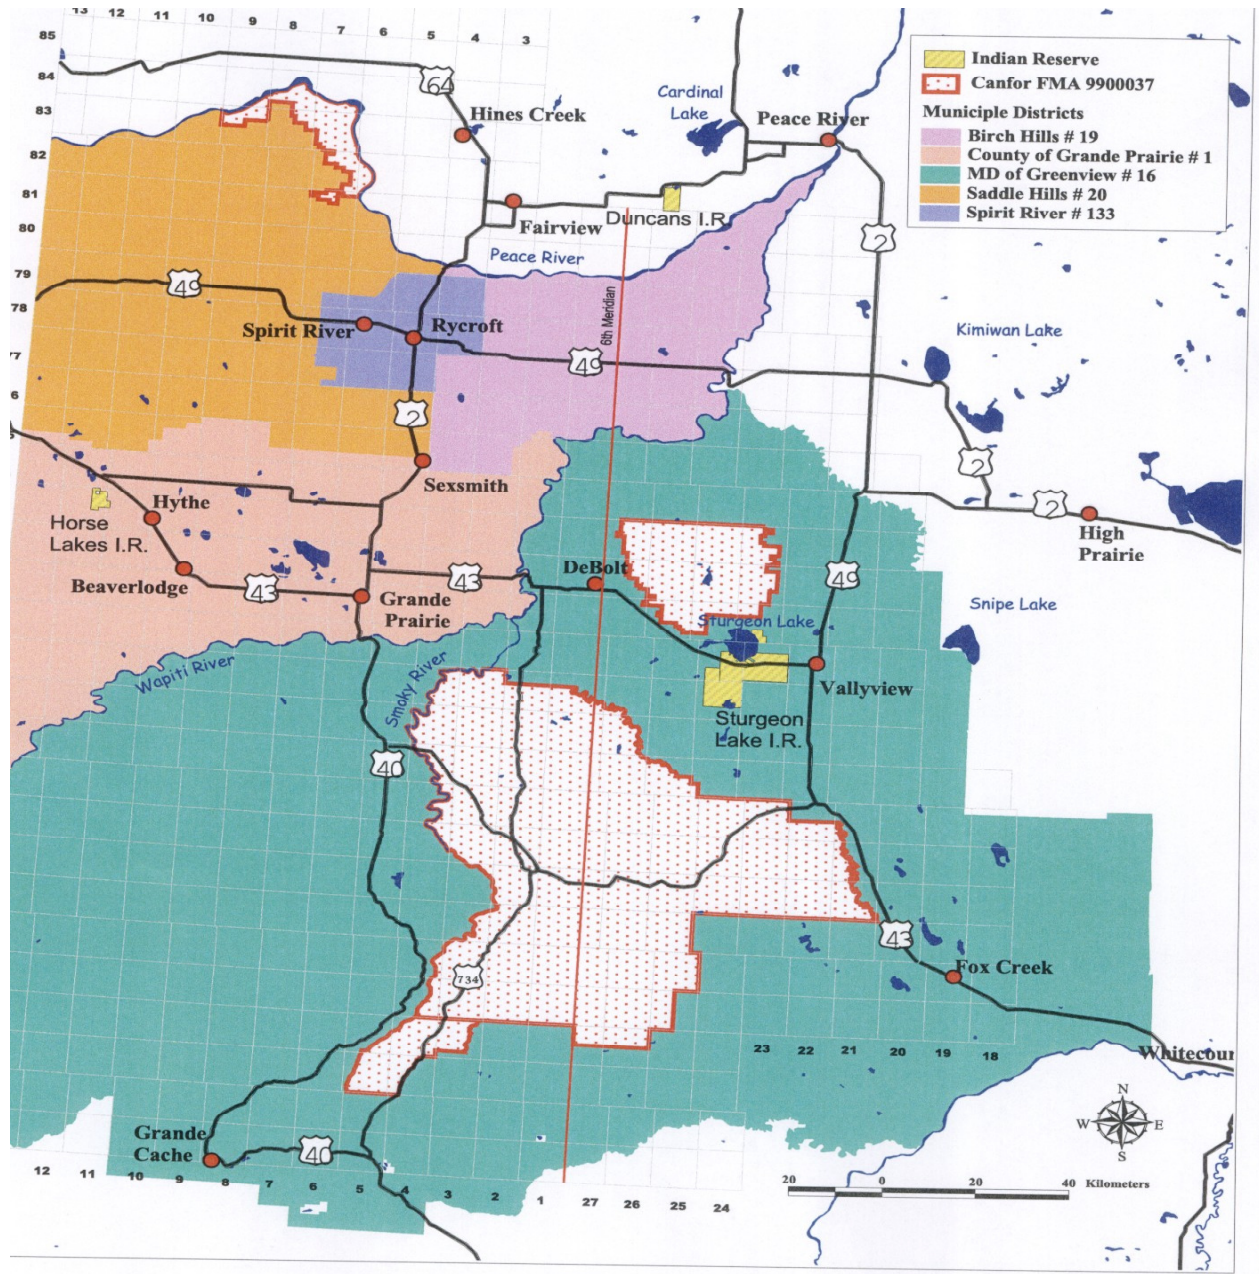 13 12 11 10 9 8 7 6 5 4 3
85
84
83
82
81
80
79
78
77
6
64
Hines Creek
Cardinal
Lake
Peace River
Indian Reserve
Canfor FMA 9900037
Municiple Districts
Birch Hills # 19
County of Grande Prairie # 1
MD of Greenview # 16
Saddle Hills # 20
Spirit River # 133
Fairview
Duncans I.R.
2
Peace River
6th Meridian
49
Spirit River
Rycroft
49
Kimiwan Lake
2
Sexsmith
2
2
High
Prairie
Hythe
Horse
Lakes I.R.
Beaverlodge
43
Grande
Prairie
43
DeBolt
49
Snipe Lake
Sturgeon Lake
Vallyview
Sturgeon
Lake I.R.
Wapiti River
Smoky River
40
734
43
Fox Creek
23 22 21 20 19 18
Whitecour
N
W E
S
Grande
Cache
40
12 11 10 9 8 7 6 5 4 3 2 1 27 26 25 24
20 0 20 40 Kilometers